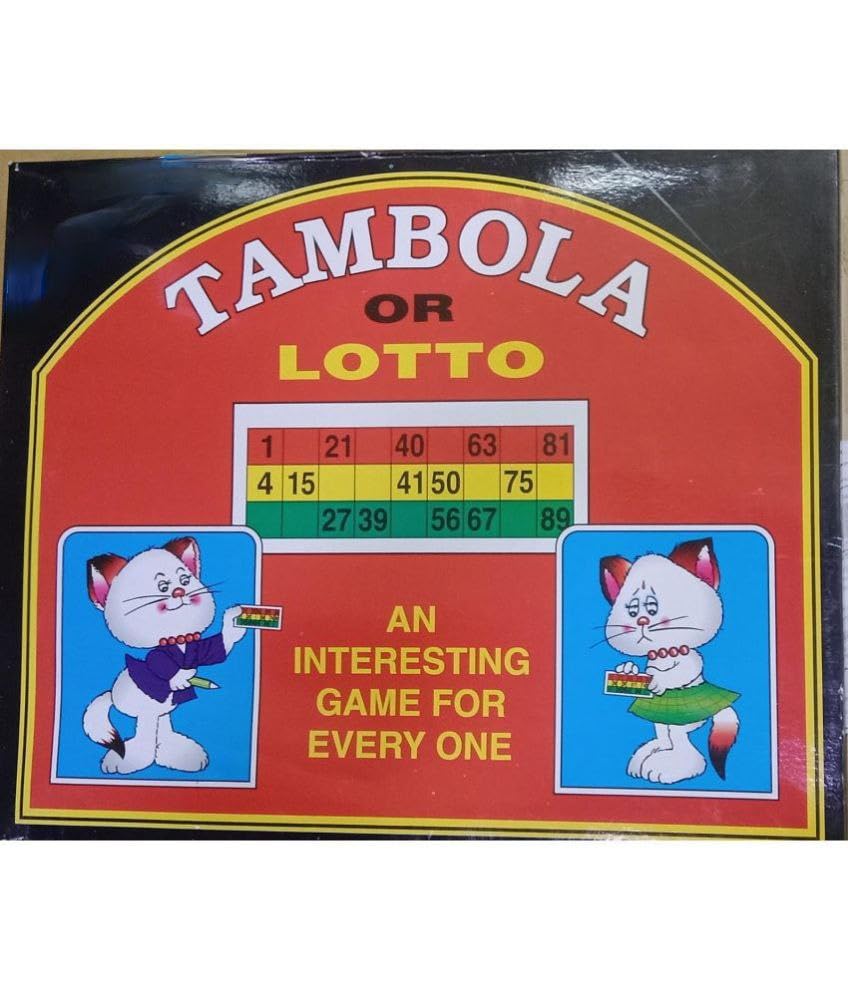 TAMBOLA
OR
LOTTO
1 21 40 63 81
4 15 41 50 75
27 39 56 67 89
AN
INTERESTING
GAME FOR
EVERY ONE